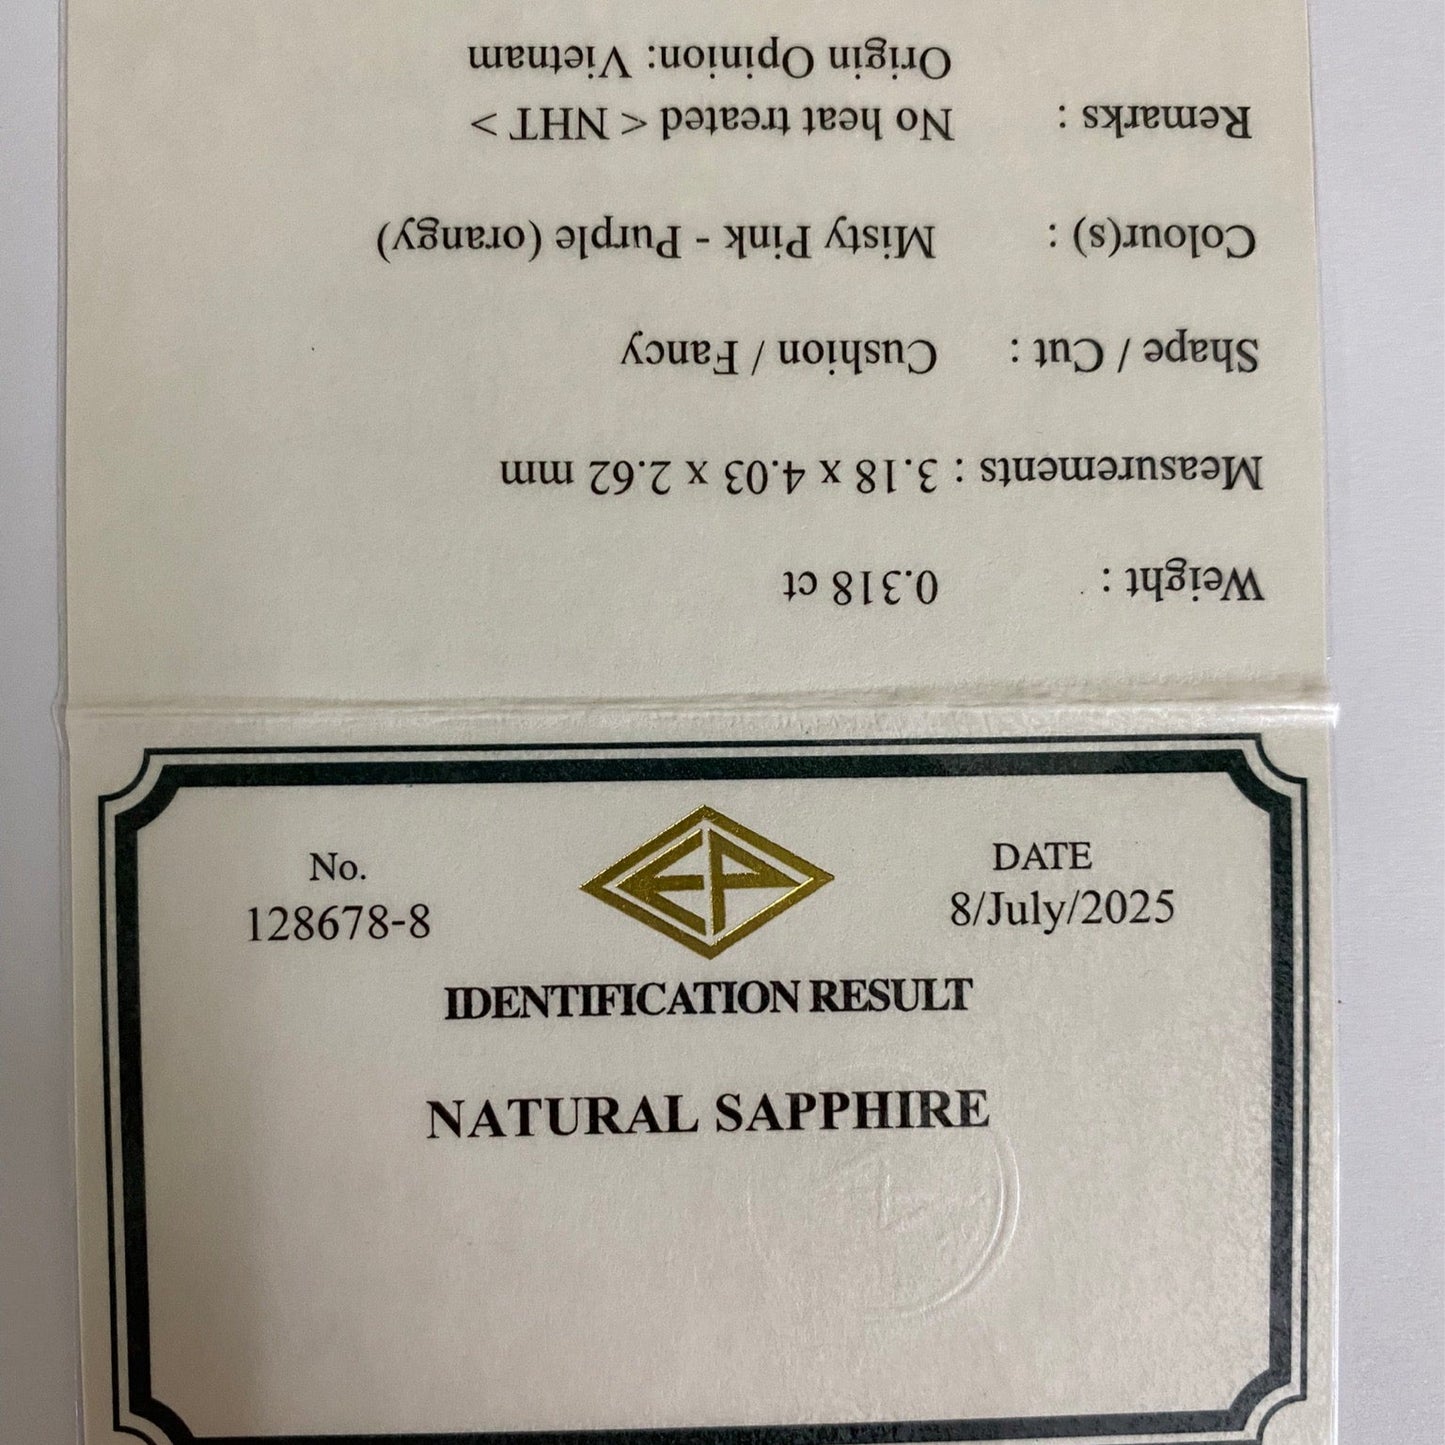 No.
128678-8
EP
DATE
8/July/2025
IDENTIFICATION RESULT
NATURAL SAPPHIRE
Weight : 0.318 ct
Measurements : 3.18 x 4.03 x 2.62 mm
Shape / Cut : Cushion / Fancy
Colour(s) : Misty Pink - Purple (orangy)
Remarks : No heat treated < NHT >
Origin Opinion: Vietnam